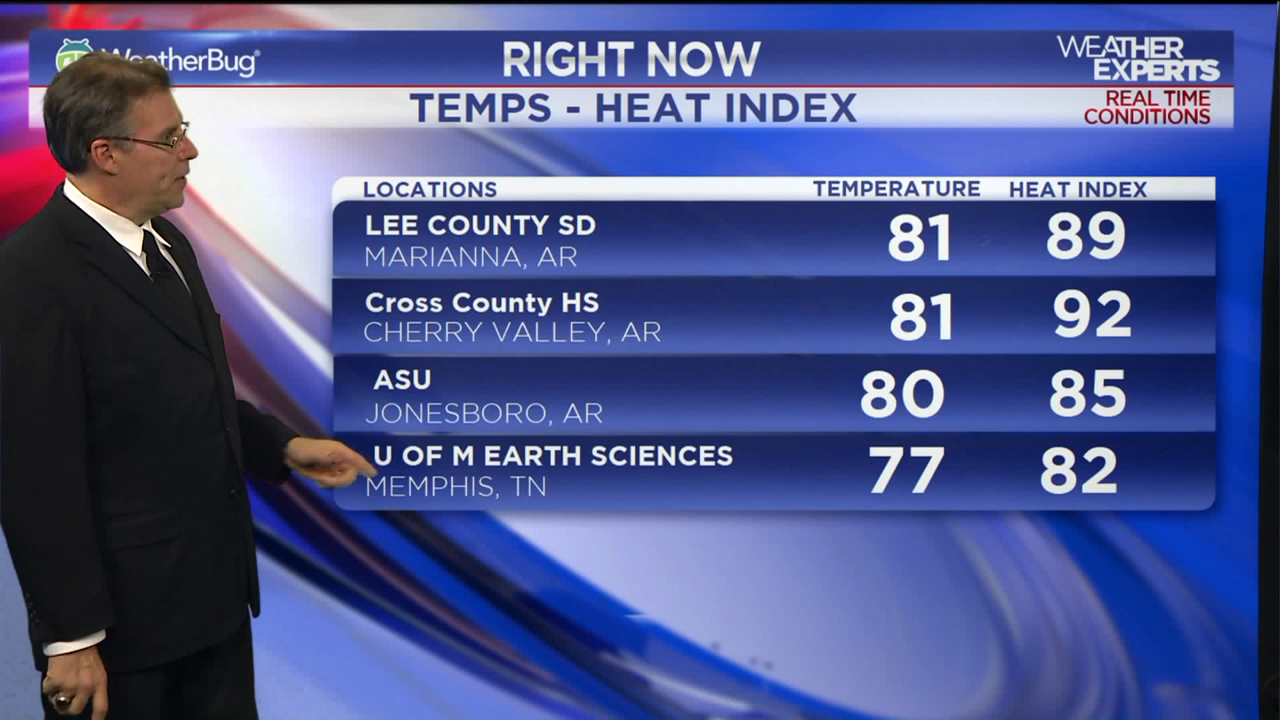 WeatherBug®
RIGHT NOW
WEATHER
EXPERTS
TEMPS - HEAT INDEX
REAL TIME
CONDITIONS
LOCATIONS TEMPERATURE HEAT INDEX
LEE COUNTY SD
MARIANNA, AR
81 89
Cross County HS
CHERRY VALLEY, AR
81 92
ASU
JONESBORO, AR
80 85
U OF M EARTH SCIENCES
MEMPHIS, TN
77 82